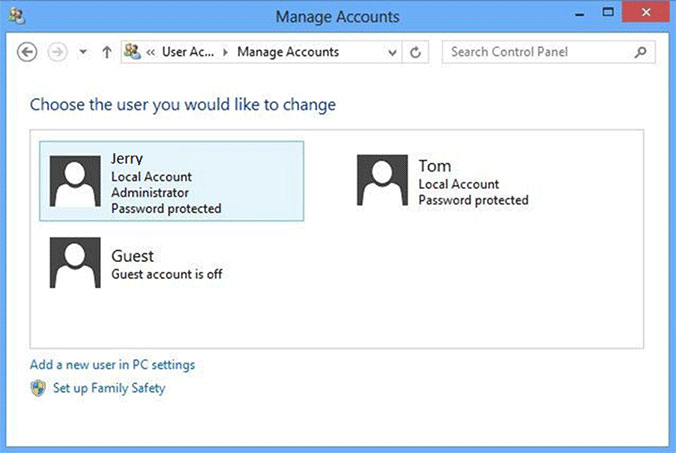 Manage Accounts
« User Ac... Manage Accounts
Search Control Panel
Choose the user you would like to change
Jerry
Local Account
Administrator
Password protected
Tom
Local Account
Password protected
Guest
Guest account is off
Add a new user in PC settings
Set up Family Safety